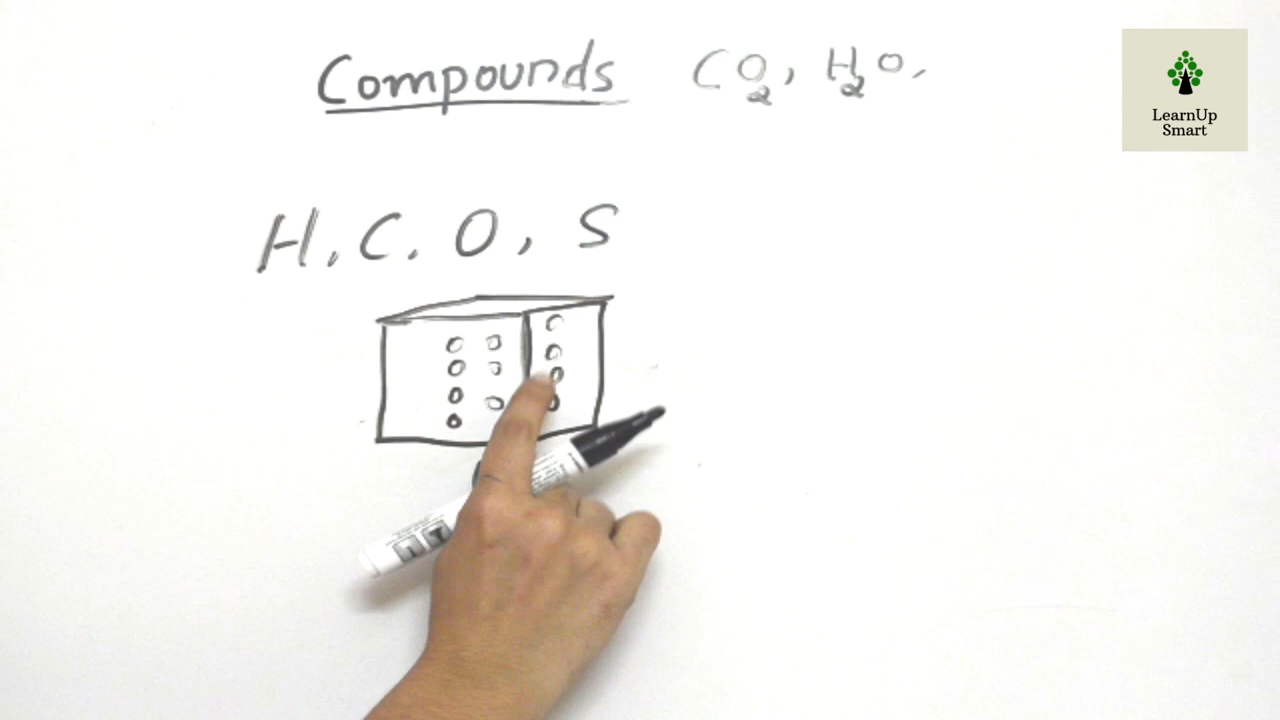 Compounds CO₂, H₂O,
LearnUp
Smart
H, C, O, S